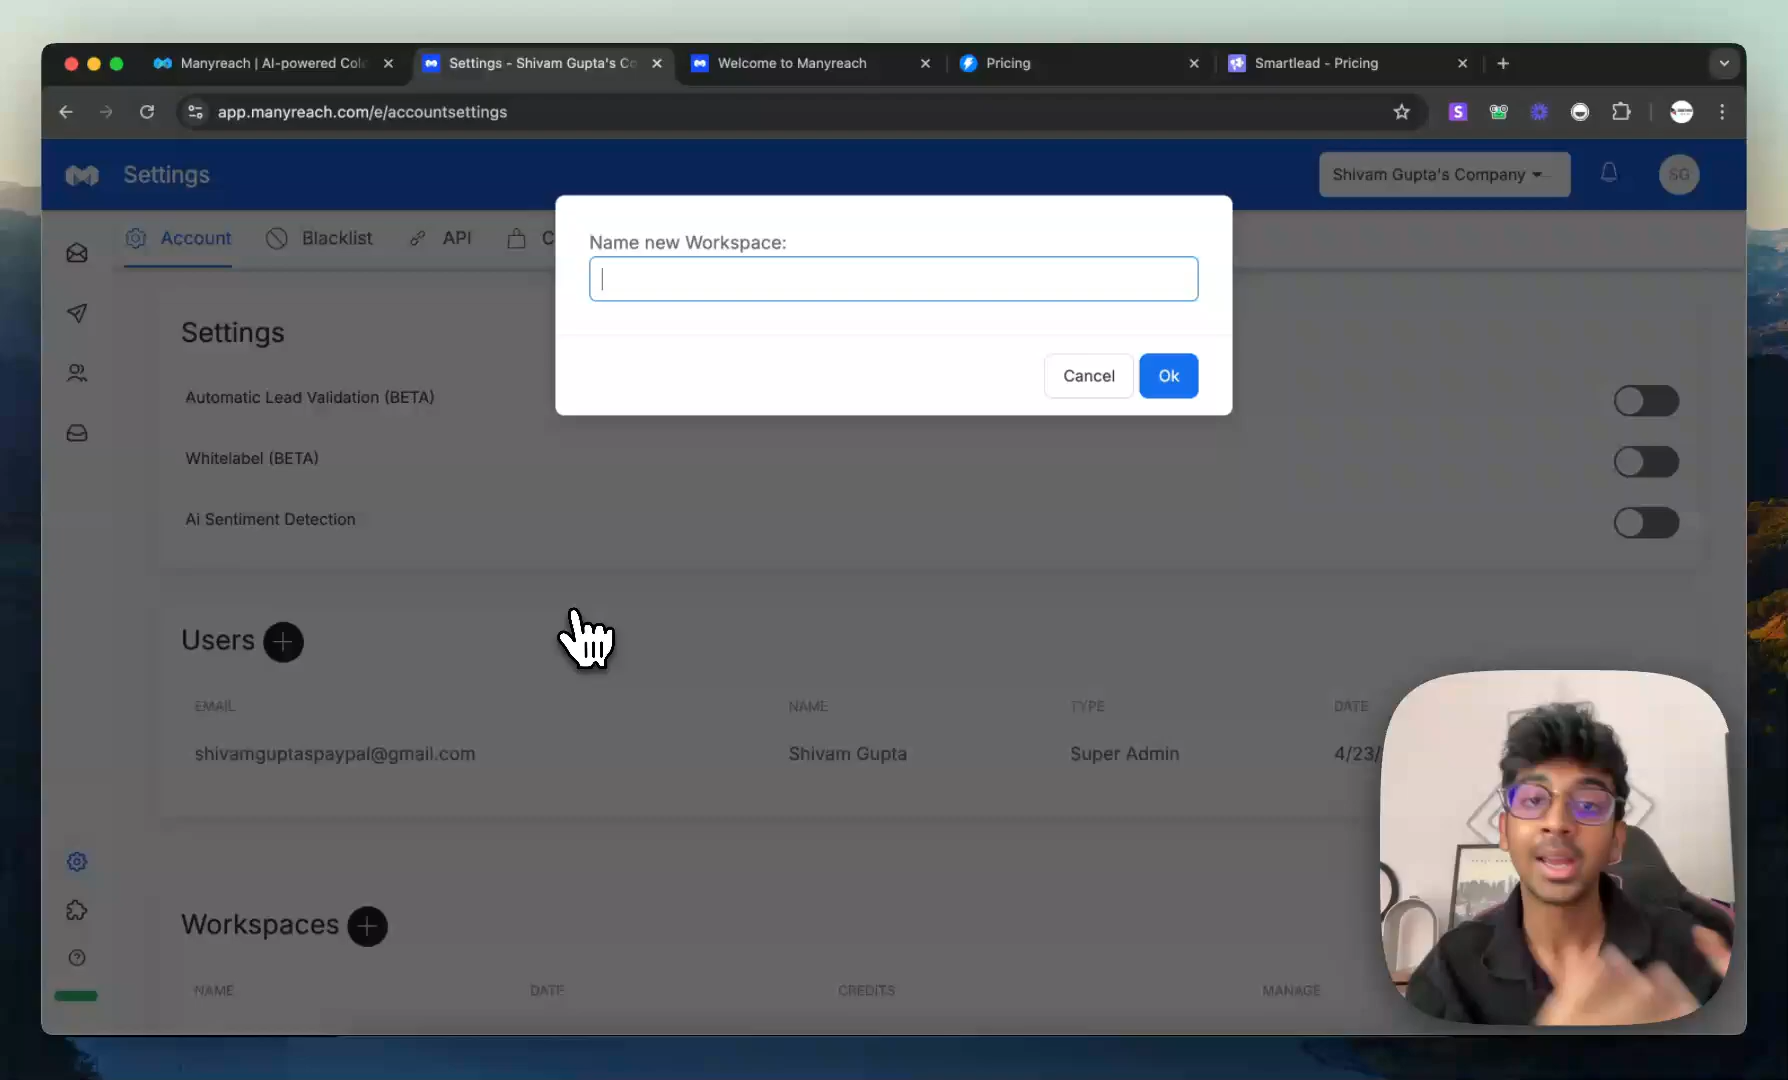 Manyreach | AI-powered Col
Settings - Shivam Gupta's Co
Welcome to Manyreach
Pricing
Smartlead - Pricing
app.manyreach.com/e/accountsettings
S
Settings
Shivam Gupta's Company
SG
Account
Blacklist
API
C
Name new Workspace:
Cancel
Ok
Settings
Automatic Lead Validation (BETA)
Whitelabel (BETA)
Ai Sentiment Detection
Users
EMAIL
NAME
TYPE
DATE
shivamguptaspaypal@gmail.com
Shivam Gupta
Super Admin
4/23/
Workspaces
NAME
DATE
CREDITS
MANAGE